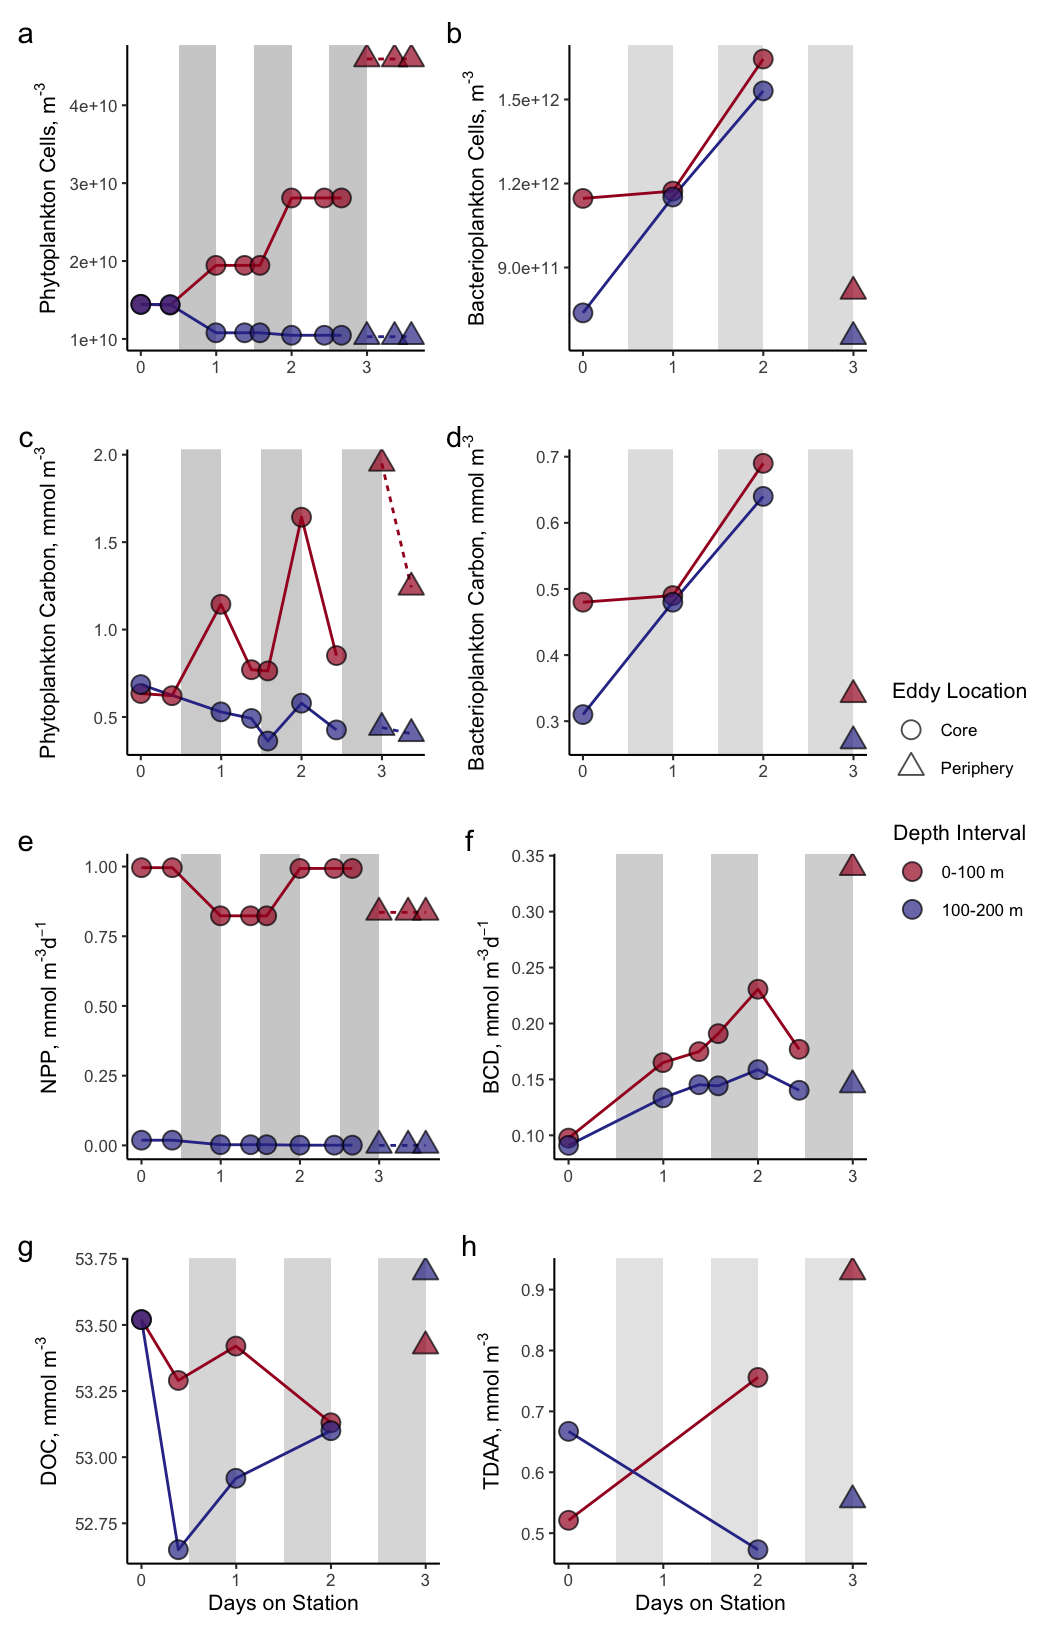 a
Phytoplankton Cells, m-3
4e+10
3e+10
2e+10
1e+10
0 1 2 3
b
Bacterioplankton Cells, m-3
1.5e+12
1.2e+12
9.0e+11
0 1 2 3
c
Phytoplankton Carbon, mmol m-3
2.0
1.5
1.0
0.5
0 1 2 3
d
Bacterioplankton Carbon, mmol m-3
0.7
0.6
0.5
0.4
0.3
0 1 2 3
Eddy Location
Core
Periphery
Depth Interval
0-100 m
100-200 m
e
NPP, mmol m-3d−1
1.00
0.75
0.50
0.25
0.00
0 1 2 3
f
BCD, mmol m-3d−1
0.35
0.30
0.25
0.20
0.15
0.10
0 1 2 3
g
DOC, mmol m-3
53.75
53.50
53.25
53.00
52.75
0 1 2 3
Days on Station
h
TDAA, mmol m-3
0.9
0.8
0.7
0.6
0.5
0 1 2 3
Days on Station